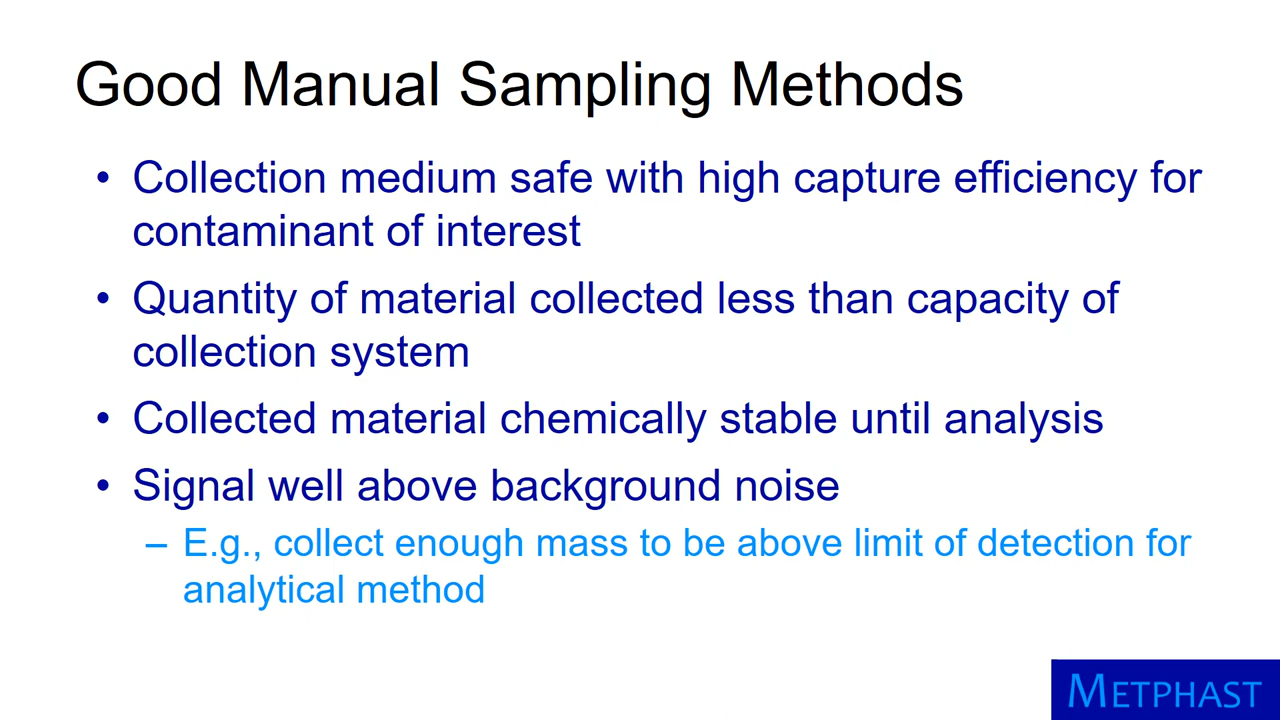 Good Manual Sampling Methods
• Collection medium safe with high capture efficiency for
contaminant of interest
• Quantity of material collected less than capacity of
collection system
• Collected material chemically stable until analysis
• Signal well above background noise
– E.g., collect enough mass to be above limit of detection for
analytical method
METPHAST